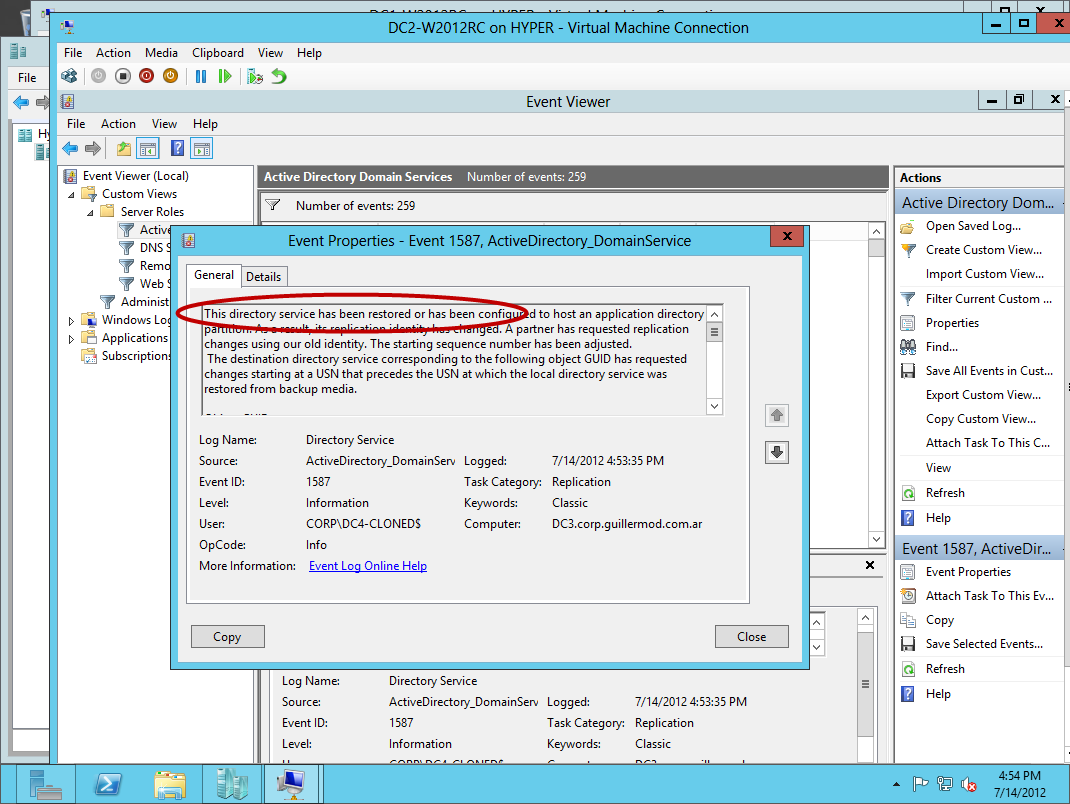 DC2-W2012RC on HYPER - Virtual Machine Connection
File
File Action Media Clipboard View Help
Event Viewer
File Action View Help
Hy
Event Viewer (Local)
Custom Views
Server Roles
Active
DNS S
Remo
Web S
Administ
Windows Log
Applications
Subscriptions
Active Directory Domain Services Number of events: 259
Number of events: 259
Event Properties - Event 1587, ActiveDirectory_DomainService
General Details
This directory service has been restored or has been configured to host an application directory
partition. As a result, its replication identity has changed. A partner has requested replication
changes using our old identity. The starting sequence number has been adjusted.
The destination directory service corresponding to the following object GUID has requested
changes starting at a USN that precedes the USN at which the local directory service was
restored from backup media.
Log Name: Directory Service
Source: ActiveDirectory_DomainServ Logged: 7/14/2012 4:53:35 PM
Event ID: 1587 Task Category: Replication
Level: Information Keywords: Classic
User: CORP\DC4-CLONED$ Computer: DC3.corp.guillermod.com.ar
OpCode: Info
More Information: Event Log Online Help
Copy Close
Log Name: Directory Service
Source: ActiveDirectory_DomainServ Logged: 7/14/2012 4:53:35 PM
Event ID: 1587 Task Category: Replication
Level: Information Keywords: Classic
Actions
Active Directory Dom...
Open Saved Log...
Create Custom View...
Import Custom View...
Filter Current Custom ...
Properties
Find...
Save All Events in Cust...
Export Custom View...
Copy Custom View...
Attach Task To This C...
View
Refresh
Help
Event 1587, ActiveDir...
Event Properties
Attach Task To This Ev...
Copy
Save Selected Events...
Refresh
Help
4:54 PM
7/14/2012